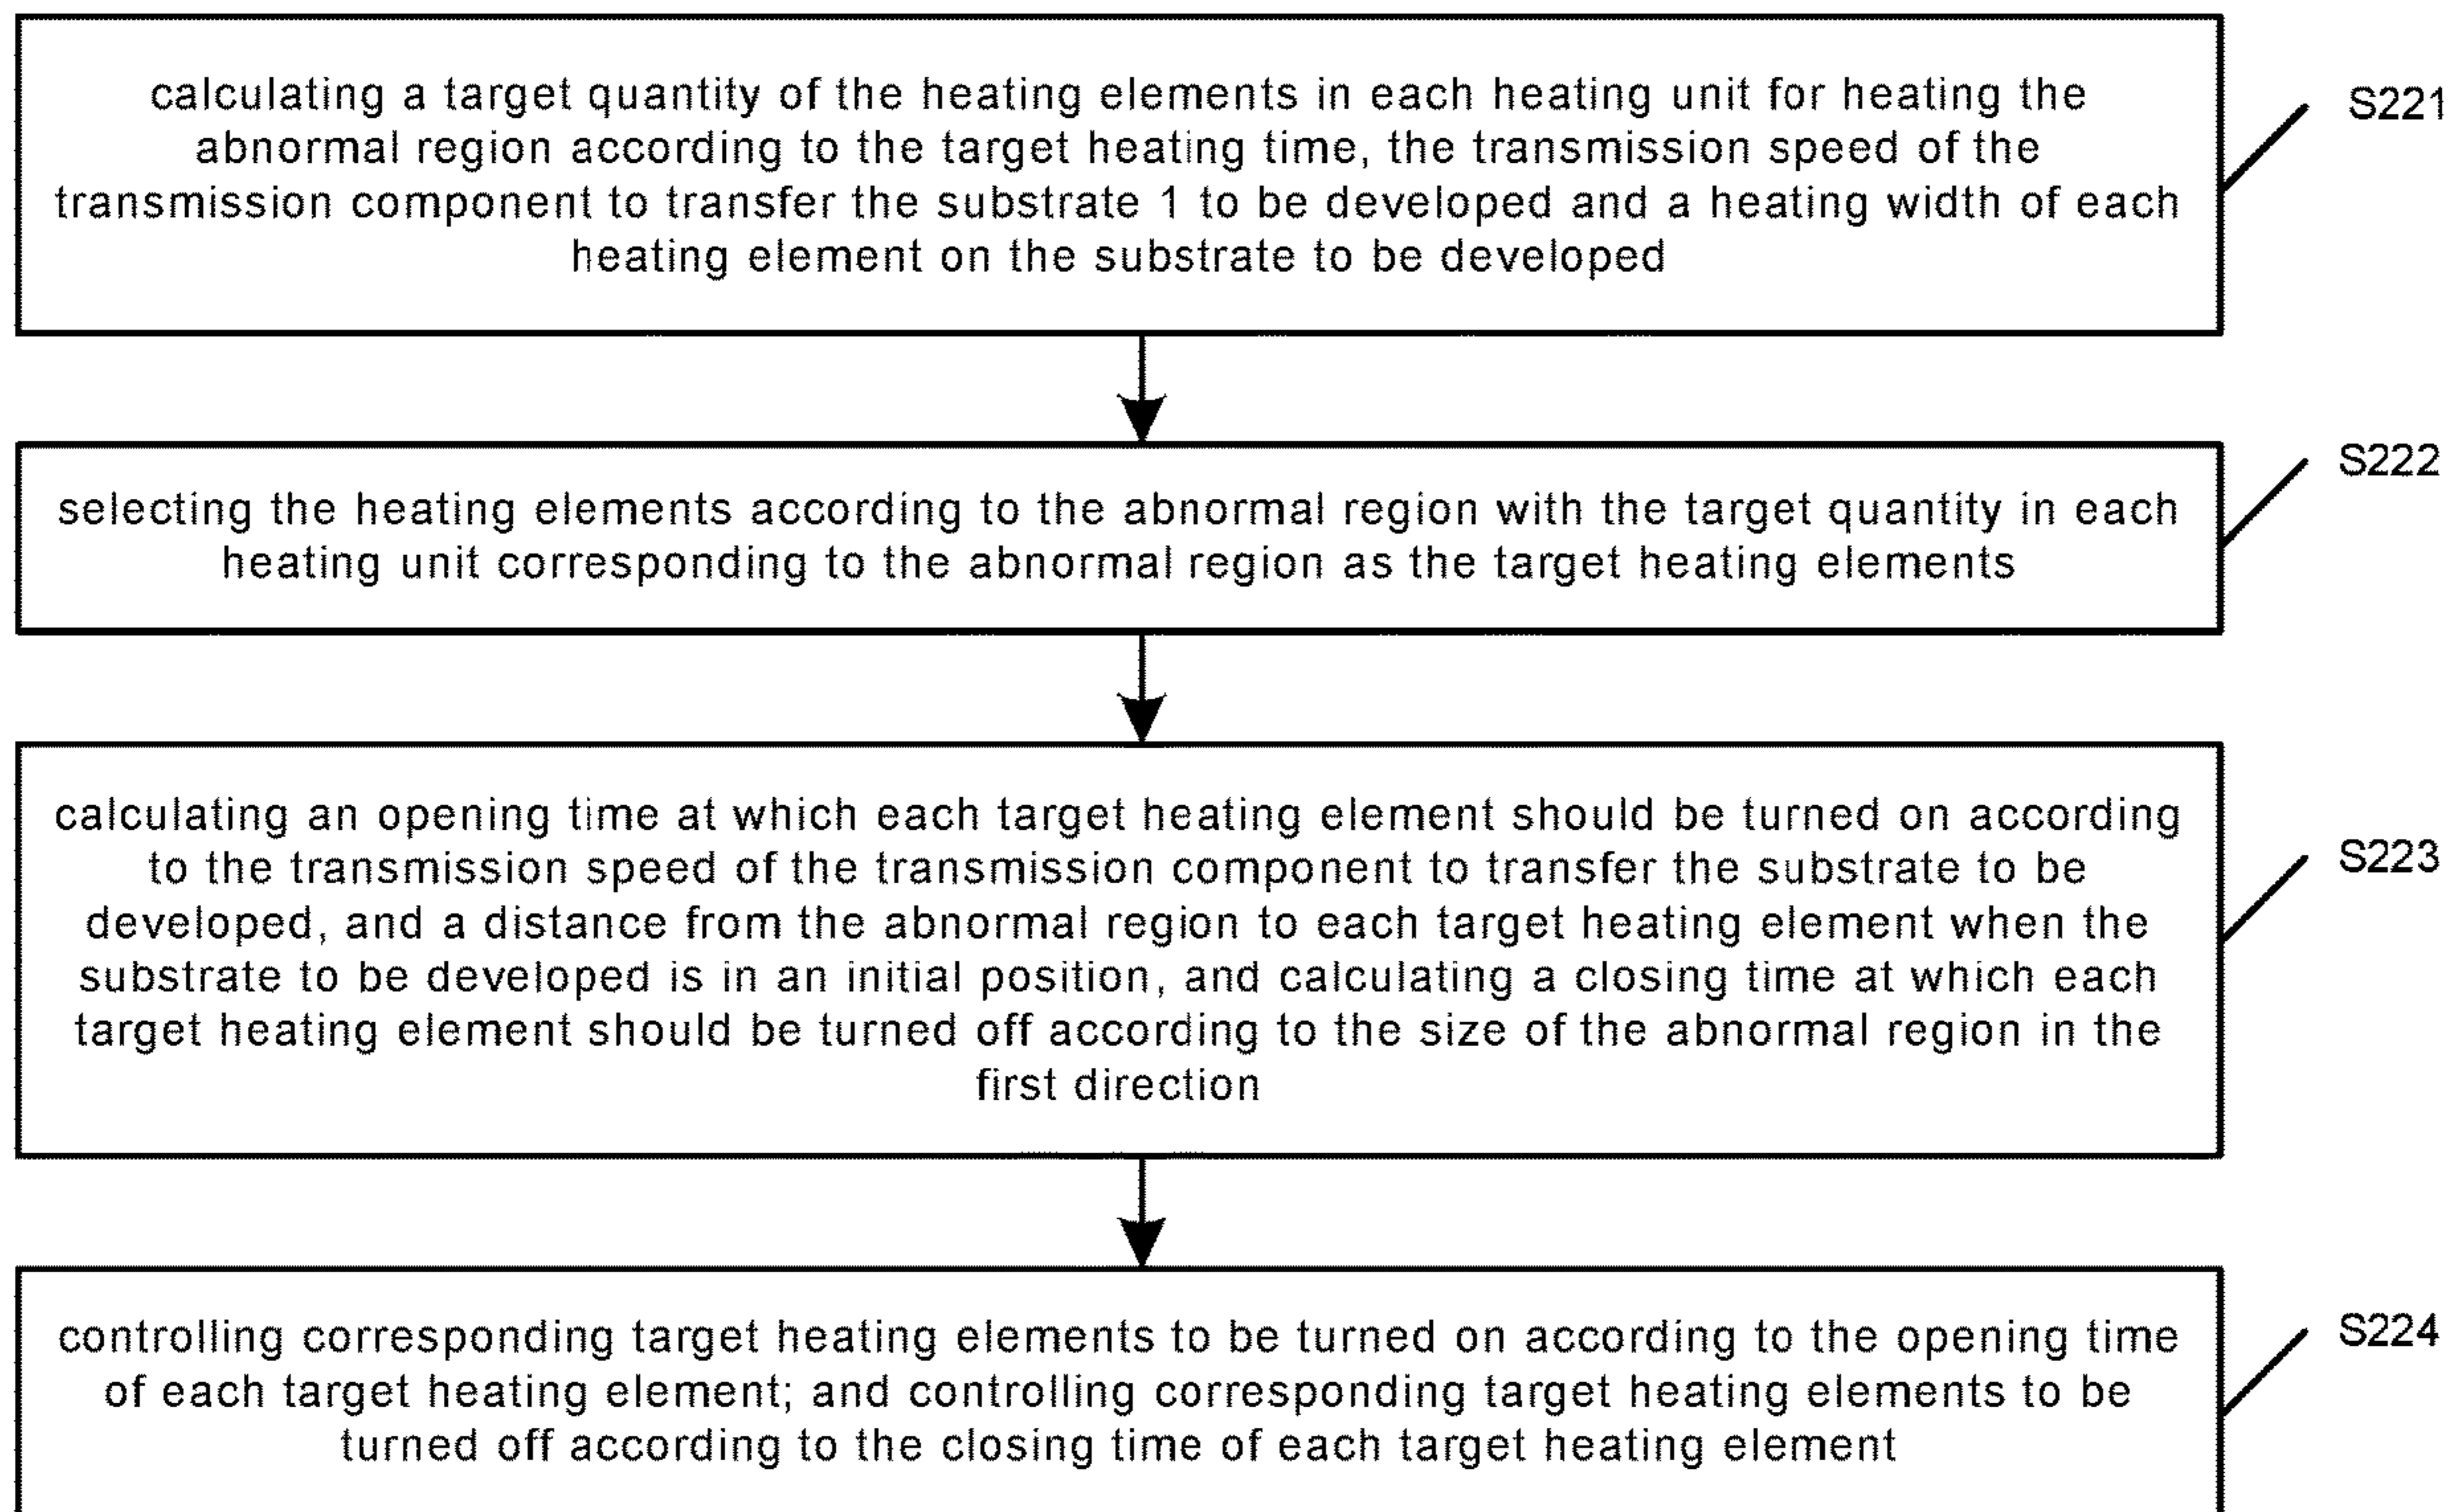 calculating a target quantity of the heating elements in each heating unit for heating the
abnormal region according to the target heating time, the transmission speed of the
transmission component to transfer the substrate 1 to be developed and a heating width of each
heating element on the substrate to be developed
S221
selecting the heating elements according to the abnormal region with the target quantity in each
heating unit corresponding to the abnormal region as the target heating elements
S222
calculating an opening time at which each target heating element should be turned on according
to the transmission speed of the transmission component to transfer the substrate to be
developed, and a distance from the abnormal region to each target heating element when the
substrate to be developed is in an initial position, and calculating a closing time at which each
target heating element should be turned off according to the size of the abnormal region in the
first direction
S223
controlling corresponding target heating elements to be turned on according to the opening time
of each target heating element; and controlling corresponding target heating elements to be
turned off according to the closing time of each target heating element
S224